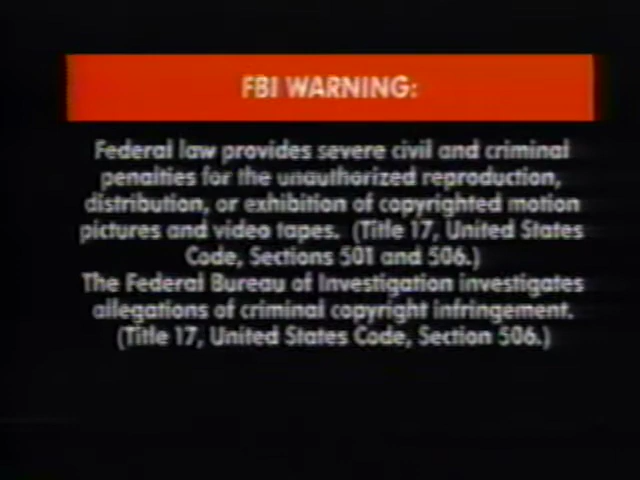 FBI WARNING:
Federal law provides severe civil and criminal
penalties for the unauthorized reproduction,
distribution, or exhibition of copyrighted motion
pictures and video tapes. (Title 17, United States
Code, Sections 501 and 506.)
The Federal Bureau of Investigation investigates
allegations of criminal copyright infringement.
(Title 17, United States Code, Section 506.)